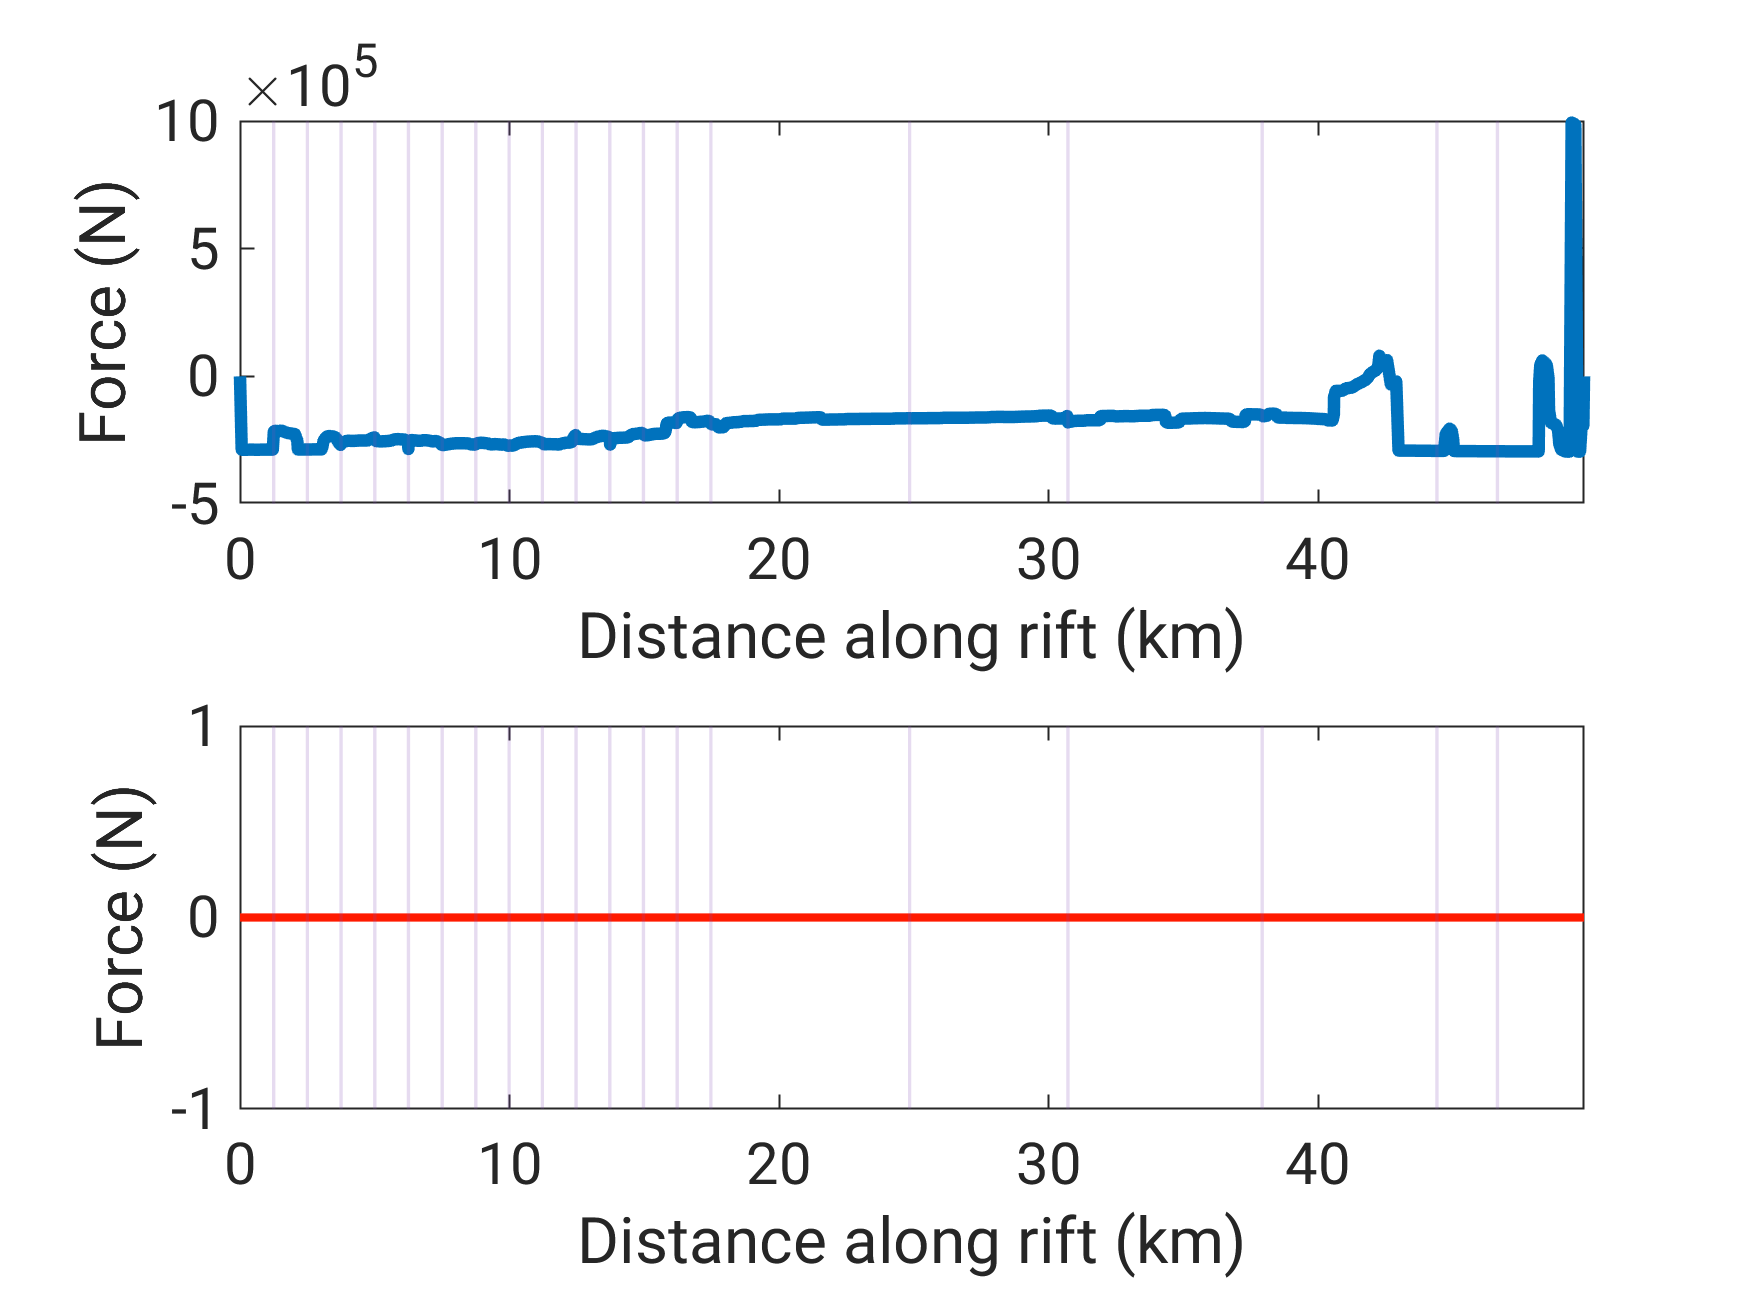 ×10⁵
10
5
0
-5
Force (N)
0 10 20 30 40
Distance along rift (km)
1
0
-1
Force (N)
0 10 20 30 40
Distance along rift (km)